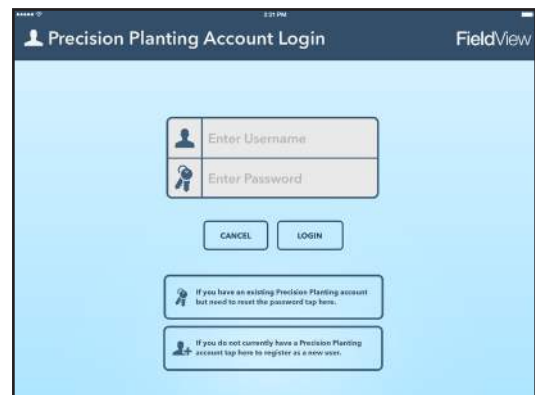 3:31 PM
Precision Planting Account Login
FieldView
Enter Username
Enter Password
CANCEL
LOGIN
If you have an existing Precision Planting account
but need to reset the password tap here.
If you do not currently have a Precision Planting
account tap here to register as a new user.